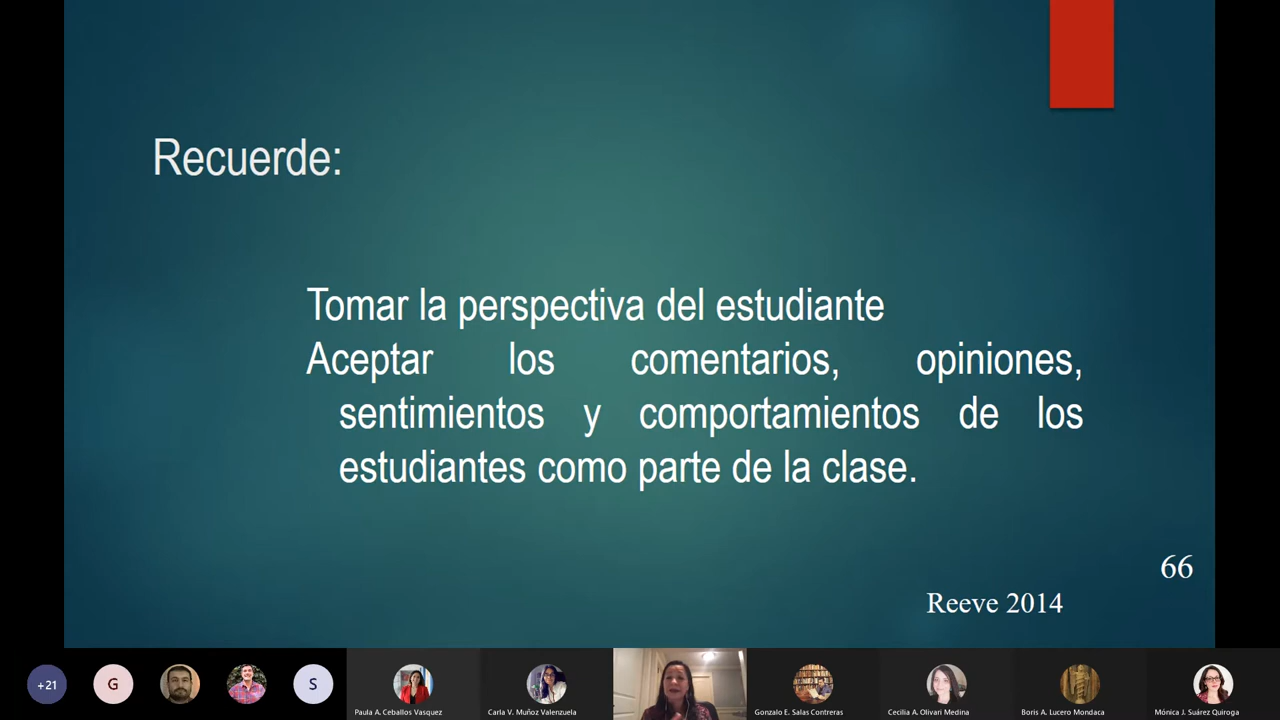 Recuerde:
Tomar la perspectiva del estudiante
Aceptar los comentarios, opiniones,
sentimientos y comportamientos de los
estudiantes como parte de la clase.
66
Reeve 2014
+21
G
S
Paula A. Ceballos Vasquez
Carla V. Muñoz Valenzuela
Gonzalo E. Salas Contreras
Cecilia A. Olivari Medina
Boris A. Lucero Mondaca
Mónica J. Suárez Quiroga